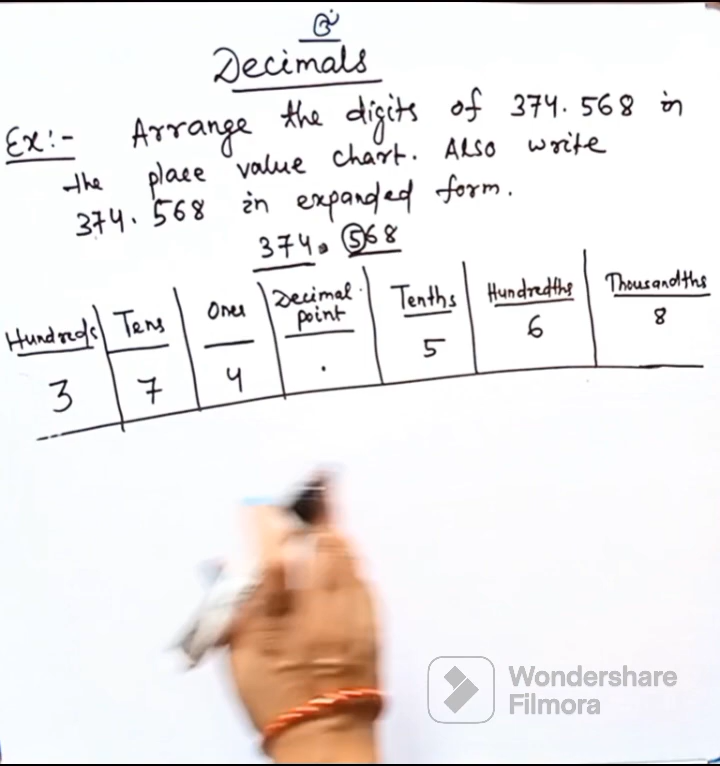 Decimals
Ex:- Arrange the digits of 374.568 in
the place value chart. Also write
374.568 in expanded form.
374.568
Hundreds Tens Ones Decimal point Tenths Hundredths Thousandths
3 7 4 . 5 6 8
Wondershare
Filmora